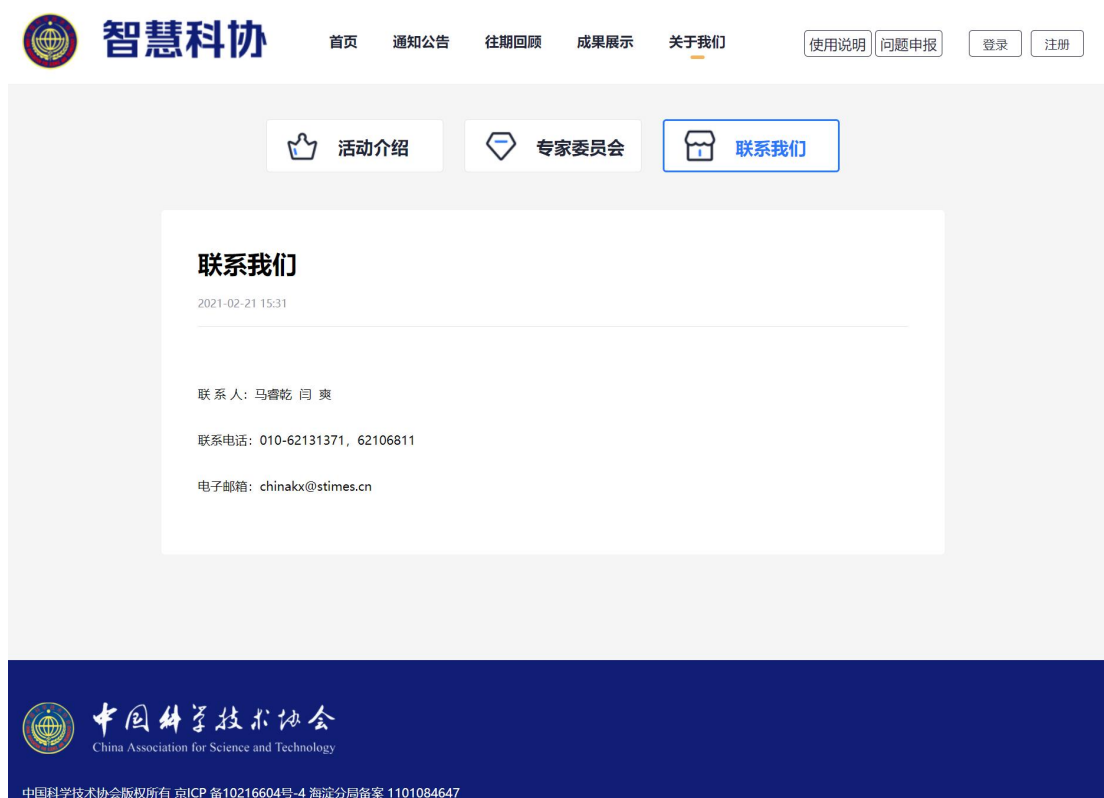 智慧科协 首页 通知公告 往期回顾 成果展示 关于我们 使用说明 问题申报 登录 注册
活动介绍 专家委员会 联系我们
联系我们
2021-02-21 15:31
联 系 人：马睿乾 闫 爽
联系电话：010-62131371，62106811
电子邮箱：chinakx@stimes.cn
中国科学技术协会
China Association for Science and Technology
中国科学技术协会版权所有 京ICP 备10216604号-4 海淀分局备案 1101084647